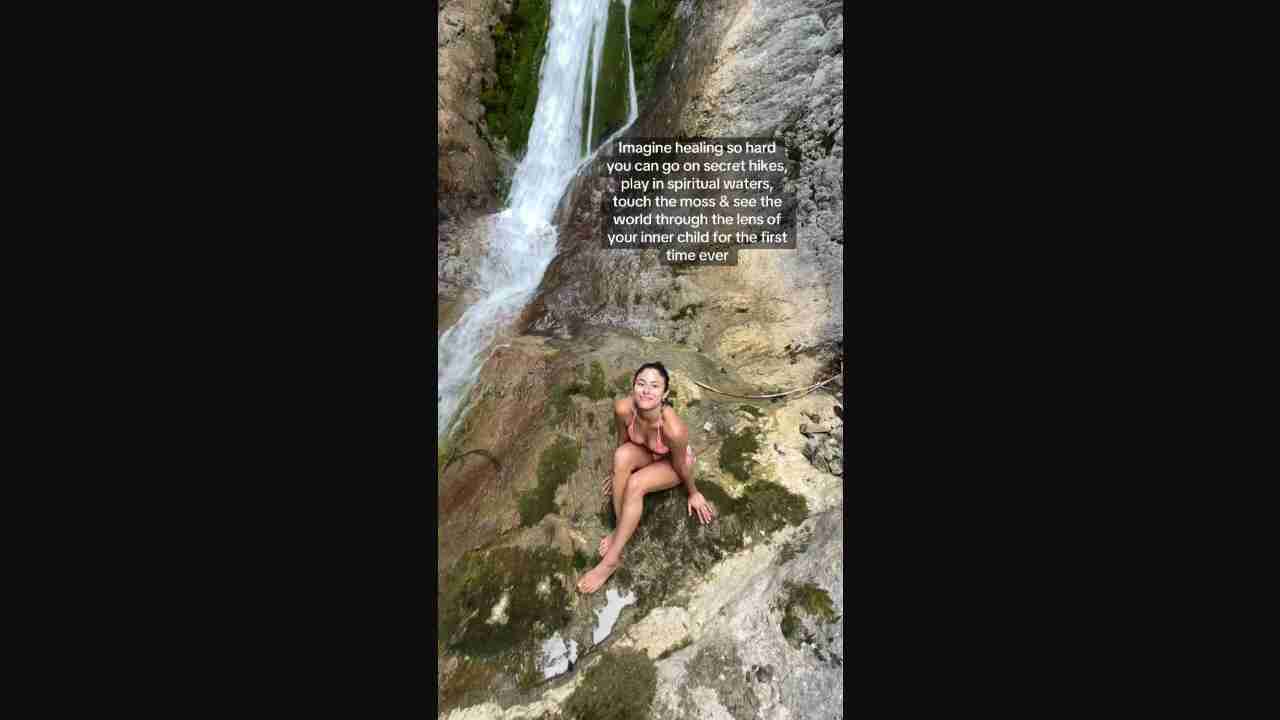 Imagine healing so hard
you can go on secret hikes,
play in spiritual waters,
touch the moss & see the
world through the lens of
your inner child for the first
time ever